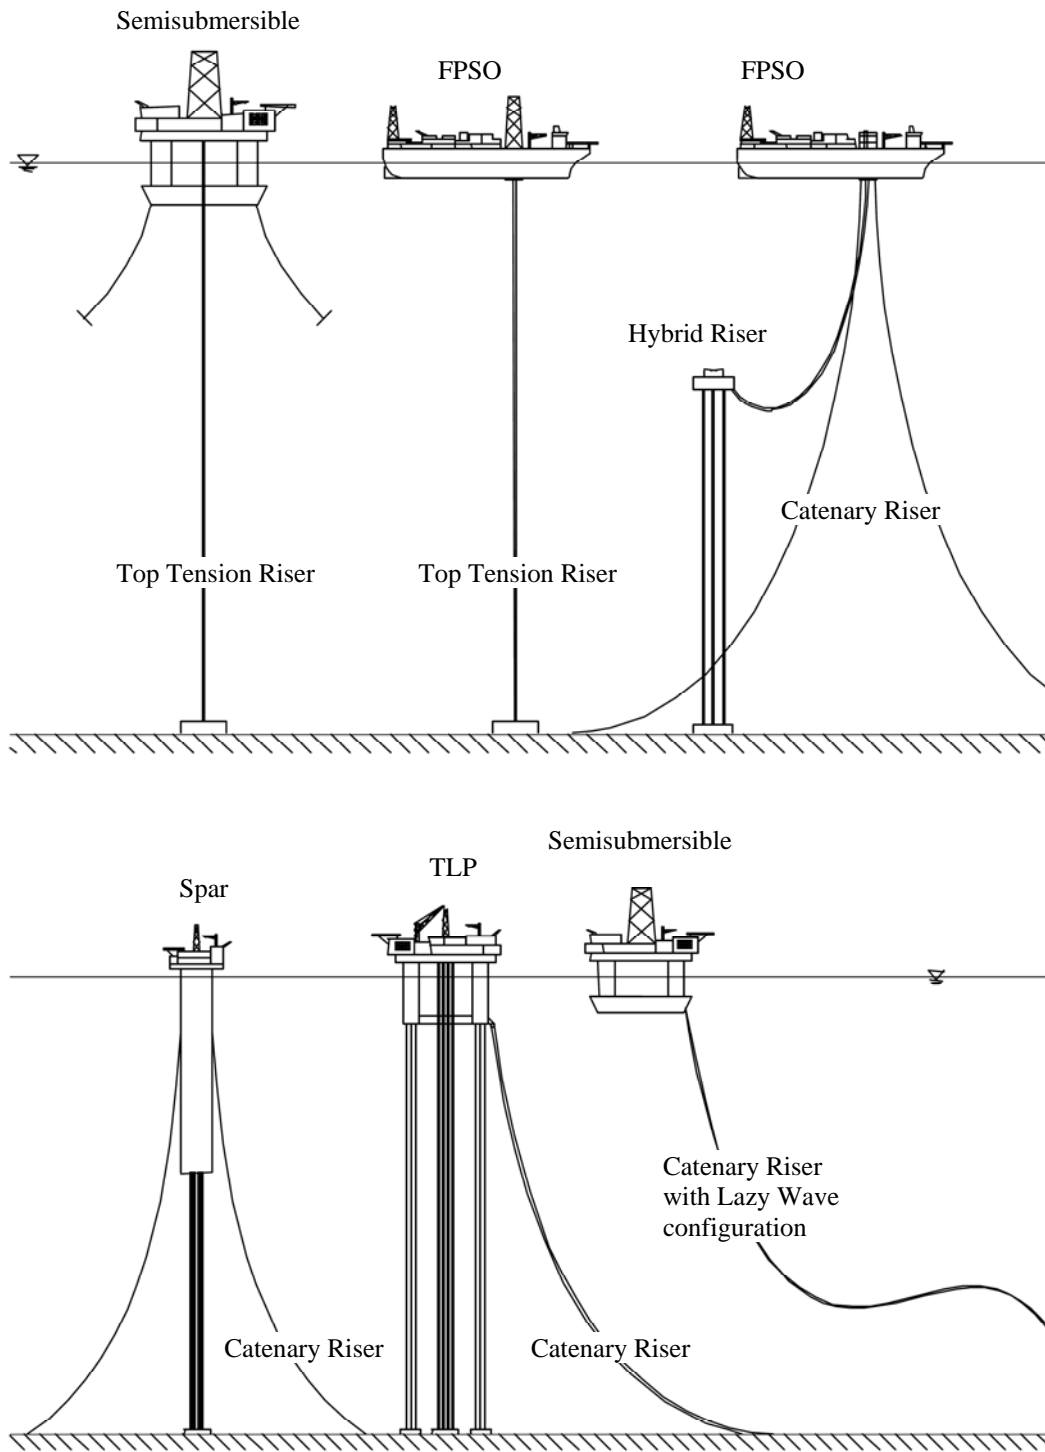 Semisubmersible
FPSO
FPSO
Hybrid Riser
Catenary Riser
Top Tension Riser
Top Tension Riser
Semisubmersible
TLP
Spar
Catenary Riser
with Lazy Wave
configuration
Catenary Riser
Catenary Riser